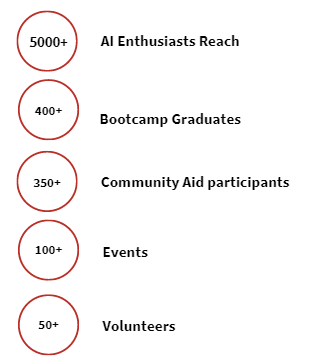 5000+ AI Enthusiasts Reach
400+ Bootcamp Graduates
350+ Community Aid participants
100+ Events
50+ Volunteers